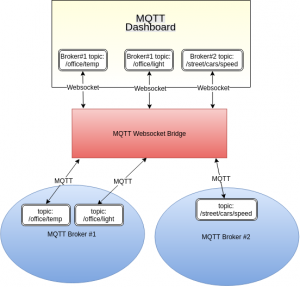 MQTT
Dashboard
Broker#1 topic:
/office/temp
Broker#1 topic:
/office/light
Broker#2 topic:
/street/cars/speed
Websocket
Websocket
Websocket
MQTT Websocket Bridge
MQTT
MQTT
MQTT
topic:
/office/temp
topic:
/office/light
topic:
/street/cars/speed
MQTT Broker #1
MQTT Broker #2